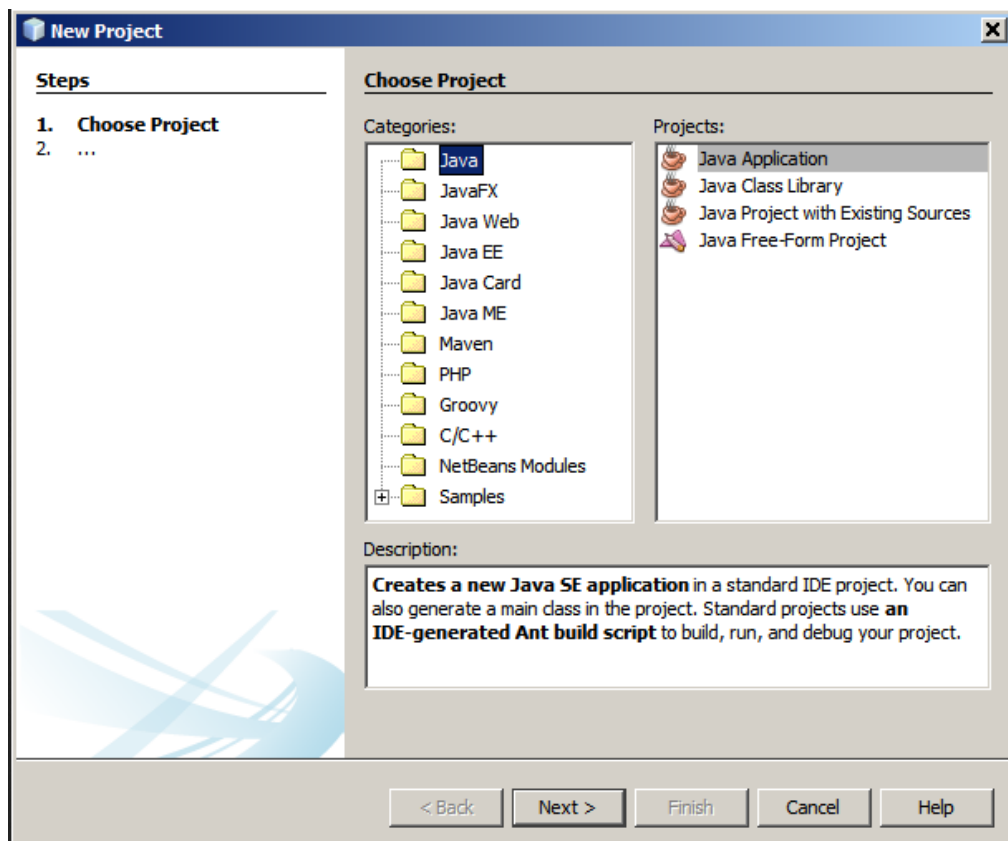 New Project
Steps
1. Choose Project
2. ...
Choose Project
Categories:
Java
JavaFX
Java Web
Java EE
Java Card
Java ME
Maven
PHP
Groovy
C/C++
NetBeans Modules
Samples
Projects:
Java Application
Java Class Library
Java Project with Existing Sources
Java Free-Form Project
Description:
Creates a new Java SE application in a standard IDE project. You can
also generate a main class in the project. Standard projects use an
IDE-generated Ant build script to build, run, and debug your project.
< Back
Next >
Finish
Cancel
Help